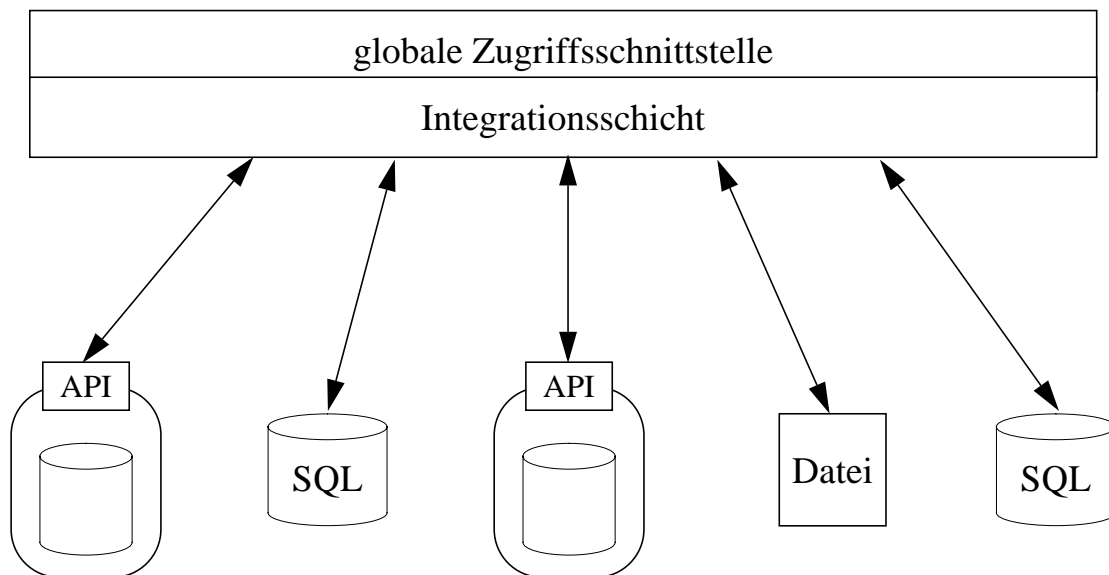 globale Zugriffsschnittstelle
Integrationsschicht
API
API
SQL
Datei
SQL